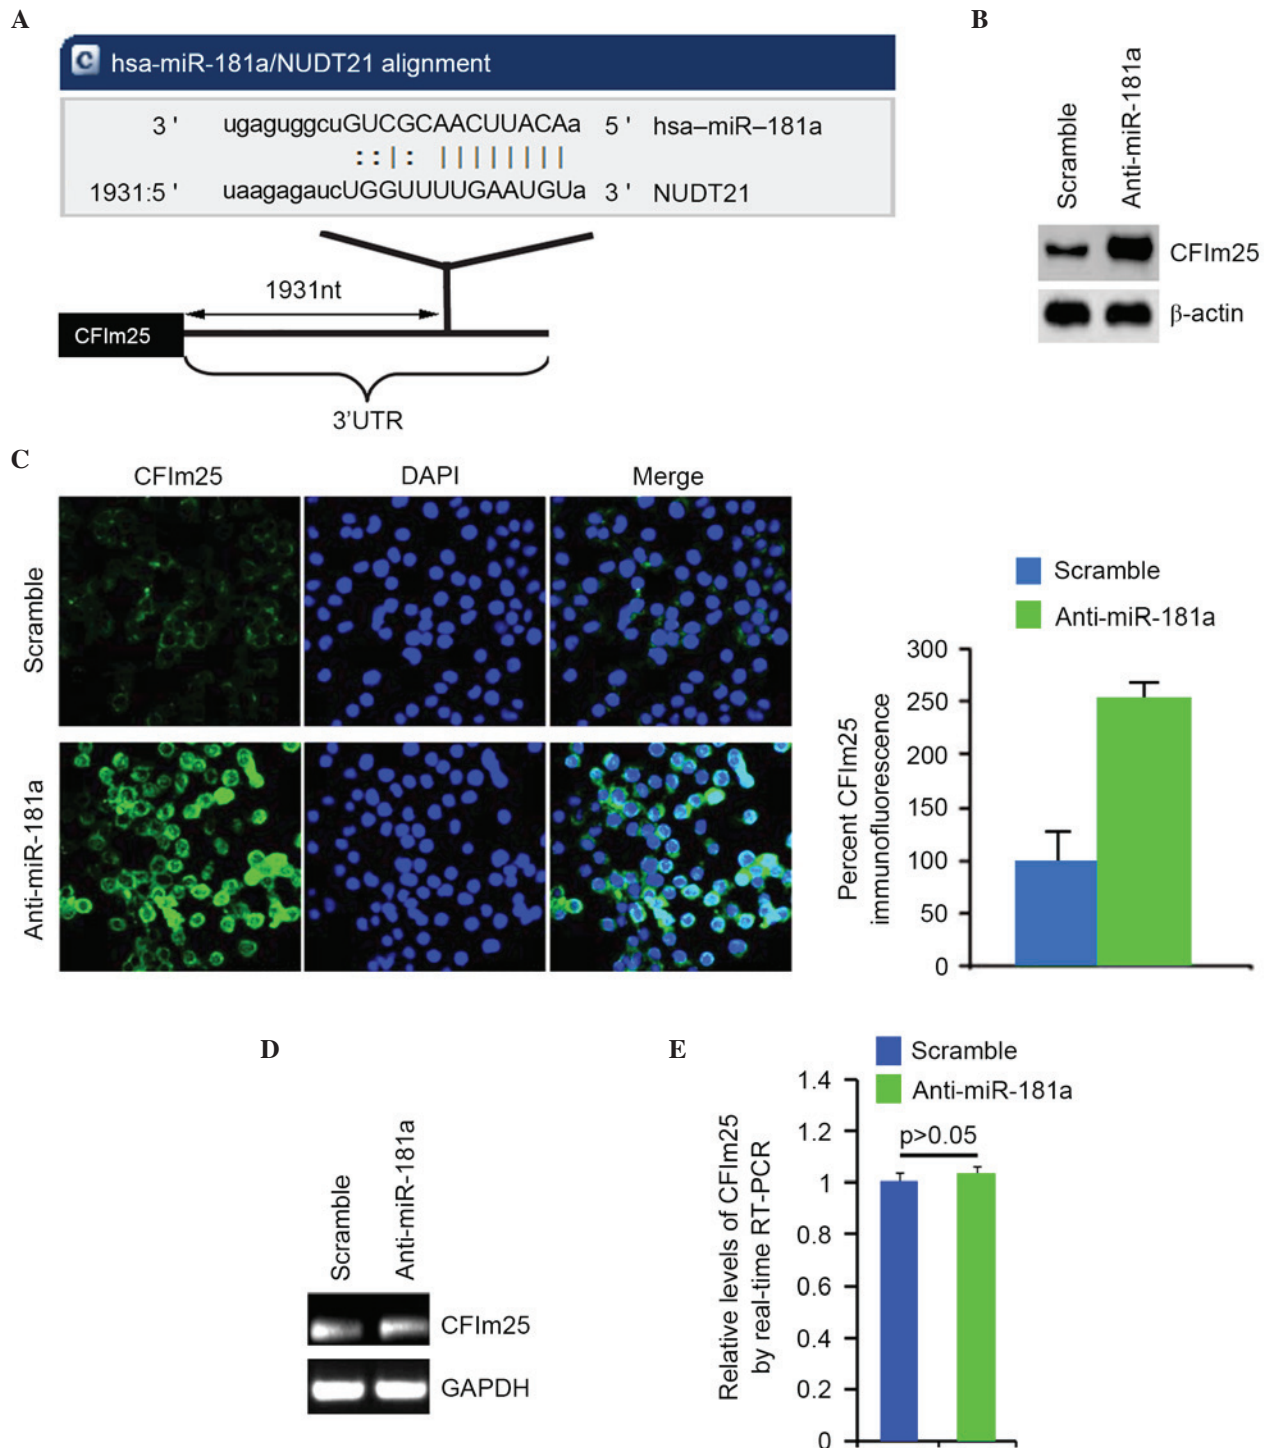 A
C hsa-miR-181a/NUDT21 alignment
3' ugaguggcuGUCGCAACUUACAa 5' hsa–miR–181a
::|: ||||||||
1931:5' uaagagaucUGGUUUUGAAUGUa 3' NUDT21
1931nt
CFIm25
3'UTR
B
Scramble
Anti-miR-181a
CFIm25
β-actin
C
CFIm25 DAPI Merge
Scramble
Anti-miR-181a
Scramble
Anti-miR-181a
Percent CFIm25
immunofluorescence
300
250
200
150
100
50
0
D
Scramble
Anti-miR-181a
CFIm25
GAPDH
E
Scramble
Anti-miR-181a
Relative levels of CFIm25
by real-time RT-PCR
1.4
1.2
1
0.8
0.6
0.4
0.2
0
p>0.05